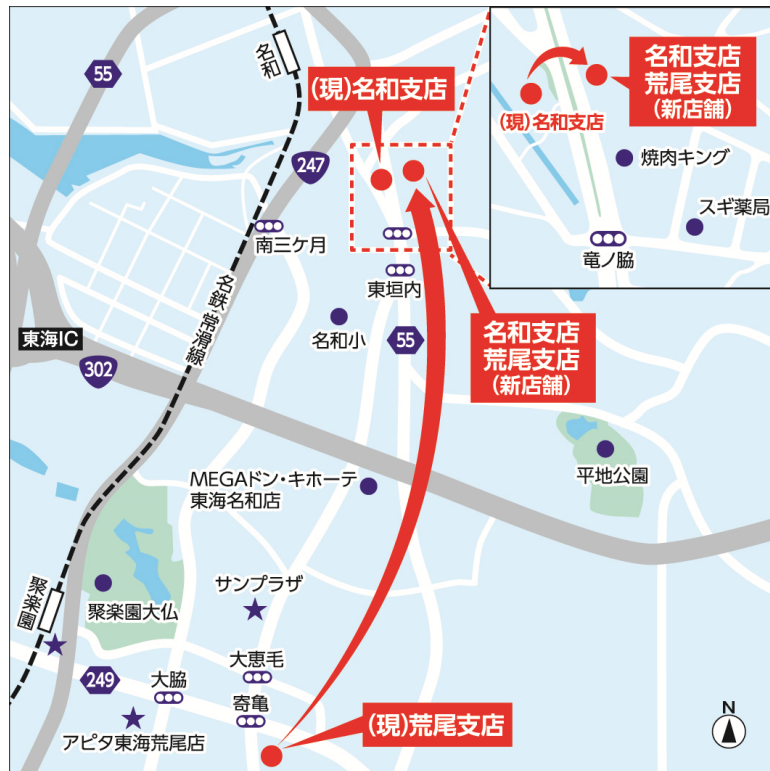 55
名和
(現)名和支店
247
南三ケ月
東垣内
名鉄常滑線
東海IC
302
名和小
55
名和支店
荒尾支店
(新店舗)
平地公園
MEGAドン・キホーテ
東海名和店
聚楽園大仏
サンプラザ
聚楽園
249
大脇
大恵毛
寄亀
アピタ東海荒尾店
(現)荒尾支店
N
名和支店
荒尾支店
(新店舗)
(現)名和支店
焼肉キング
スギ薬局
竜ノ脇